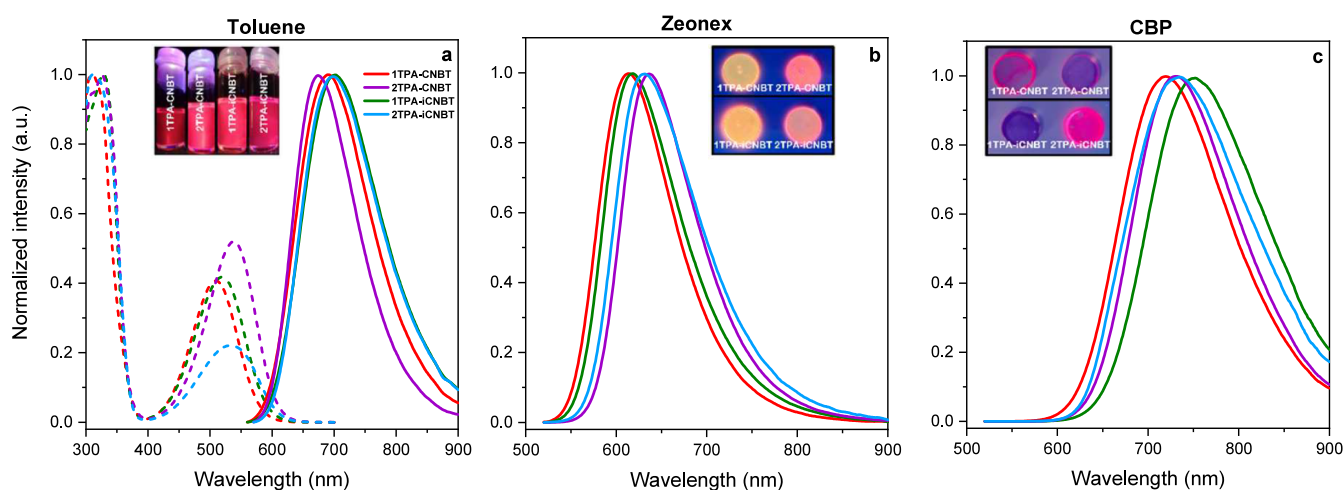 Toluene
Zeonex
CBP
a
b
c
1TPA-CNBT
2TPA-CNBT
1TPA-iCNBT
2TPA-iCNBT
1TPA-CNBT
2TPA-CNBT
1TPA-iCNBT
2TPA-iCNBT
1TPA-CNBT 2TPA-CNBT
1TPA-iCNBT 2TPA-iCNBT
1TPA-CNBT 2TPA-CNBT
1TPA-iCNBT 2TPA-iCNBT
Normalized intensity (a.u.)
1.0
0.8
0.6
0.4
0.2
0.0
1.0
0.8
0.6
0.4
0.2
0.0
1.0
0.8
0.6
0.4
0.2
0.0
300 400 500 600 700 800 900
500 600 700 800 900
500 600 700 800 900
Wavelength (nm)
Wavelength (nm)
Wavelength (nm)